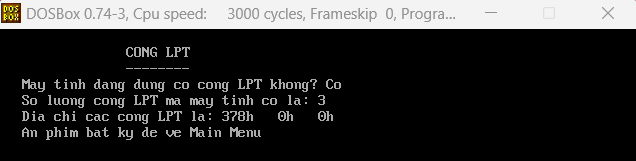 DOS BOX DOSBox 0.74-3, Cpu speed: 3000 cycles, Frameskip 0, Progra...
CONG LPT
--------
May tinh dang dung co cong LPT khong? Co
So luong cong LPT ma may tinh co la: 3
Dia chi cac cong LPT la: 378h 0h 0h
An phim bat ky de ve Main Menu